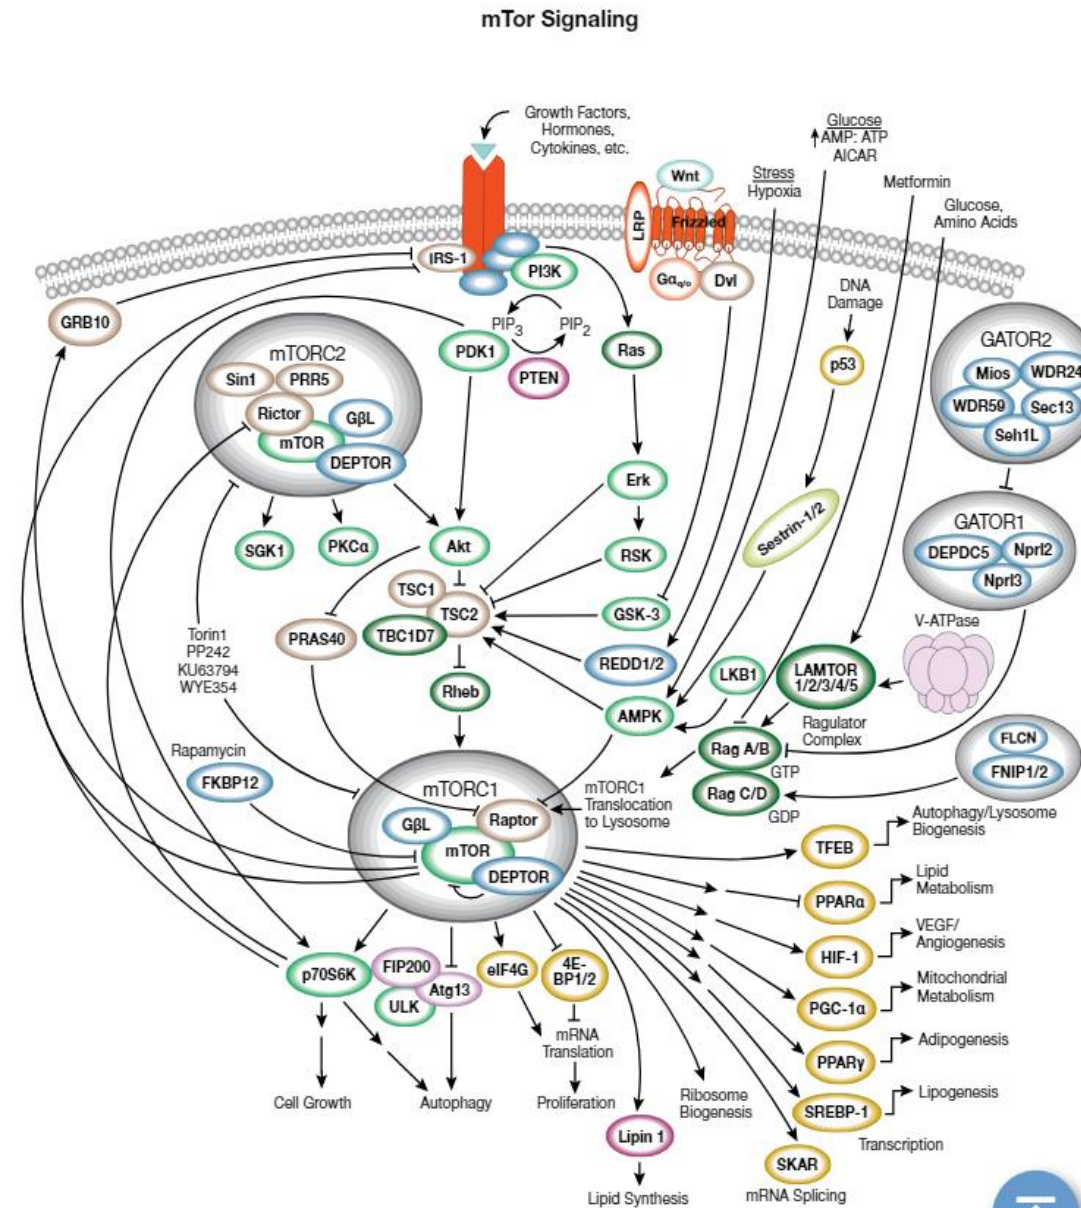 mTor Signaling
Growth Factors,
Hormones,
Cytokines, etc.
Glucose
AMP: ATP
AICAR
Stress
Hypoxia
Metformin
Glucose,
Amino Acids
Wnt
LRP
Frizzled
Gαq/o
Dvl
IRS-1
PI3K
GRB10
PIP3
PIP2
PDK1
PTEN
Ras
DNA
Damage
p53
mTORC2
Sin1
PRR5
Rictor
GβL
mTOR
DEPTOR
GATOR2
Mios
WDR24
WDR59
Sec13
Seh1L
Erk
Sestrin-1/2
SGK1
PKCα
Akt
RSK
GATOR1
DEPDC5
Nprl2
Nprl3
TSC1
TSC2
TBC1D7
GSK-3
PRAS40
Torin1
PP242
KU63794
WYE354
REDD1/2
LKB1
LAMTOR
1/2/3/4/5
V-ATPase
Rheb
AMPK
Ragulator
Complex
Rag A/B
GTP
Rag C/D
GDP
FLCN
FNIP1/2
Rapamycin
FKBP12
mTORC1
Translocation
to Lysosome
mTORC1
GβL
Raptor
mTOR
DEPTOR
TFEB
Autophagy/Lysosome
Biogenesis
PPARα
Lipid
Metabolism
HIF-1
VEGF/
Angiogenesis
PGC-1α
Mitochondrial
Metabolism
PPARγ
Adipogenesis
SREBP-1
Lipogenesis
Transcription
SKAR
mRNA Splicing
p70S6K
FIP200
Atg13
ULK
eIF4G
4E-
BP1/2
mRNA
Translation
Cell Growth
Autophagy
Proliferation
Ribosome
Biogenesis
Lipin 1
Lipid Synthesis